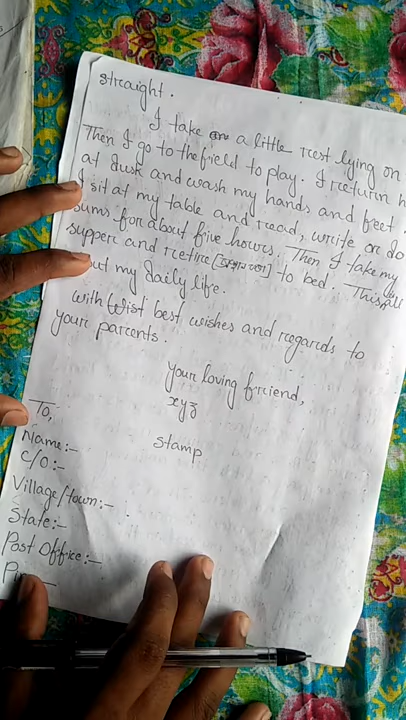 straight.
I take a little rest lying on
Then I go to the field to play. I return h
at dusk and wash my hands and feet.
I sit at my table and read, write or do
sums for about five hours. Then I take my
supper and retire to bed. This is all
out my daily life.
with Wist best wishes and regards to
your parents.
your loving friend,
xyz
stamp
To,
Name:-
C/O:-
Village/town:-
State:-
Post Office:-